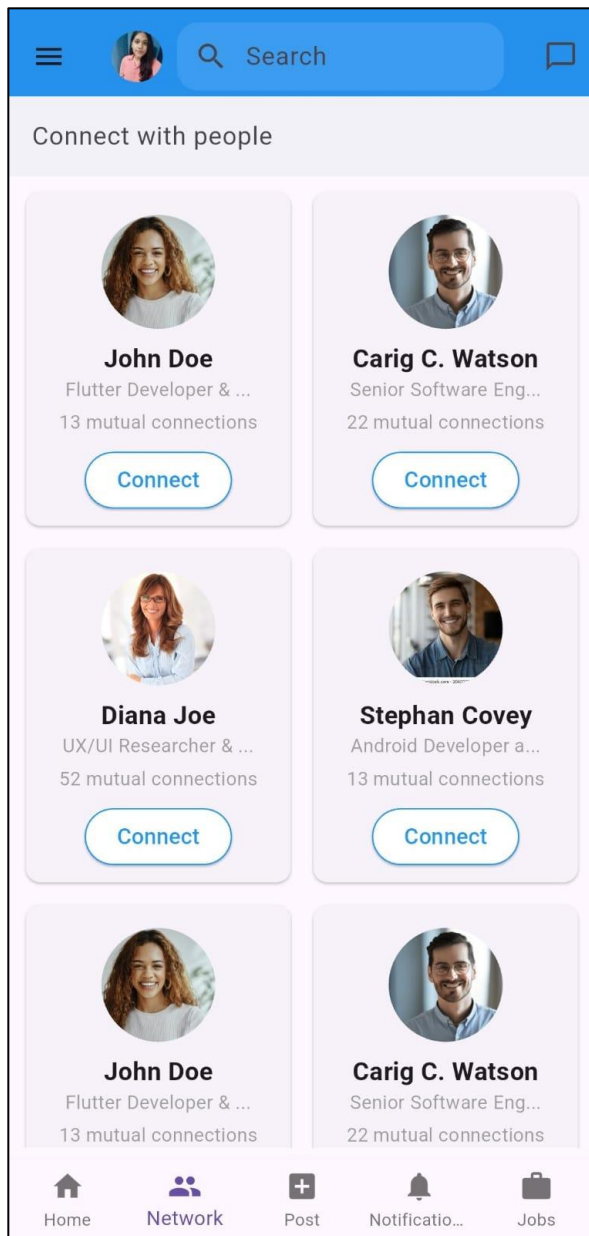 Search
Connect with people
John Doe
Flutter Developer & ...
13 mutual connections
Connect
Carig C. Watson
Senior Software Eng...
22 mutual connections
Connect
Diana Joe
UX/UI Researcher & ...
52 mutual connections
Connect
Stephan Covey
Android Developer a...
13 mutual connections
Connect
John Doe
Flutter Developer & ...
13 mutual connections
Carig C. Watson
Senior Software Eng...
22 mutual connections
Home
Network
Post
Notificatio...
Jobs